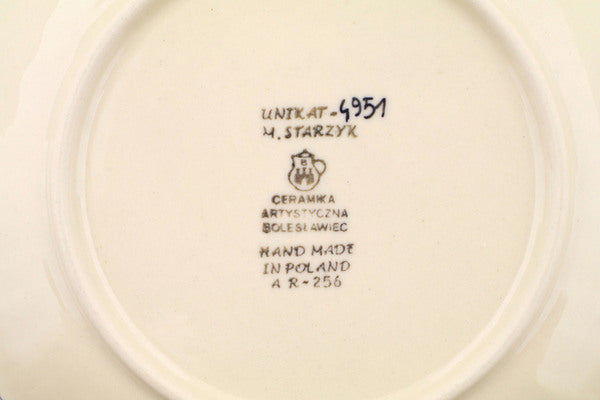 UNIKAT-4951
M. STARZYK
B
CERAMIKA
ARTYSTYCZNA
BOLESŁAWIEC
HAND MADE
IN POLAND
A R-256